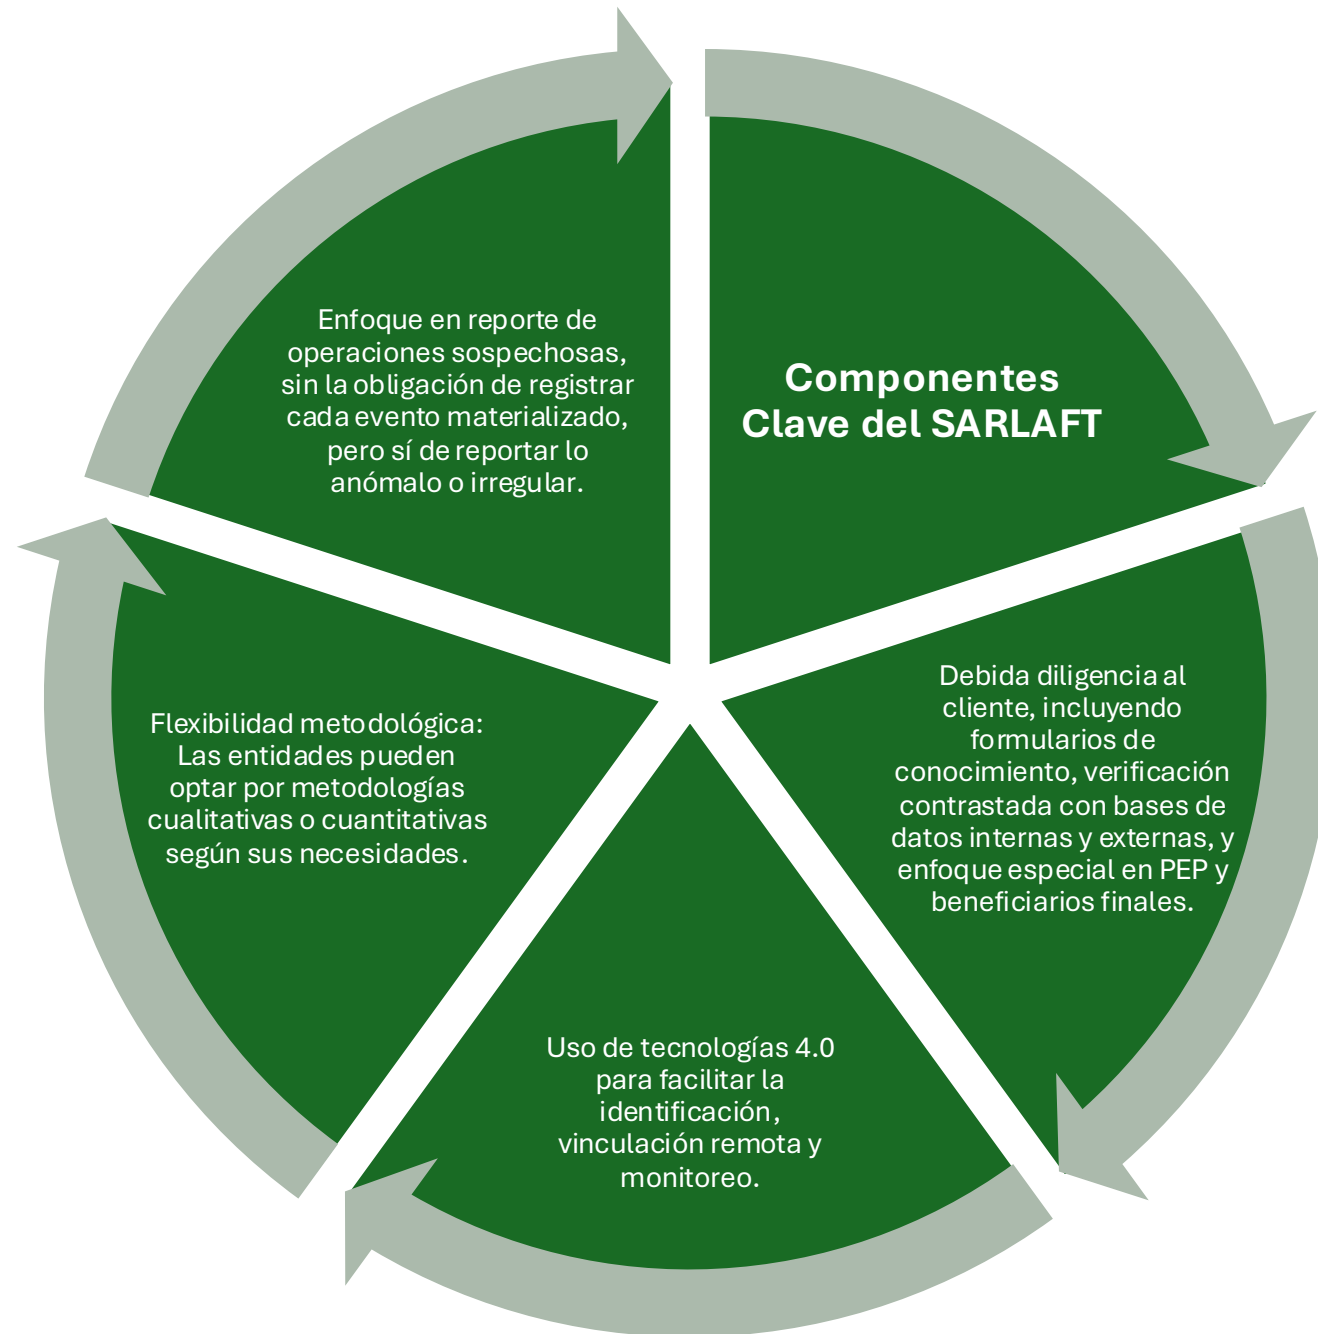 Componentes
Clave del SARLAFT
Debida diligencia al
cliente, incluyendo
formularios de
conocimiento, verificación
contrastada con bases de
datos internas y externas, y
enfoque especial en PEP y
beneficiarios finales.
Uso de tecnologías 4.0
para facilitar la
identificación,
vinculación remota y
monitoreo.
Flexibilidad metodológica:
Las entidades pueden
optar por metodologías
cualitativas o cuantitativas
según sus necesidades.
Enfoque en reporte de
operaciones sospechosas,
sin la obligación de registrar
cada evento materializado,
pero sí de reportar lo
anómalo o irregular.